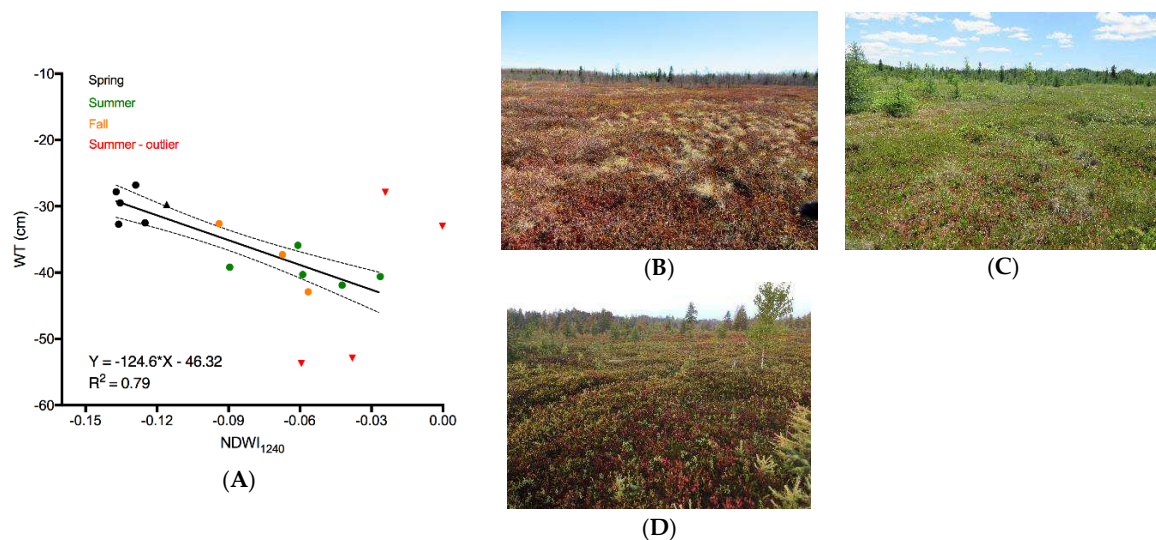 Spring
Summer
Fall
Summer - outlier
-10
-20
-30
-40
-50
-60
WT (cm)
Y = -124.6*X - 46.32
R² = 0.79
-0.15 -0.12 -0.09 -0.06 -0.03 0.00
NDWI₁₂₄₀
(A)
(B)
(C)
(D)